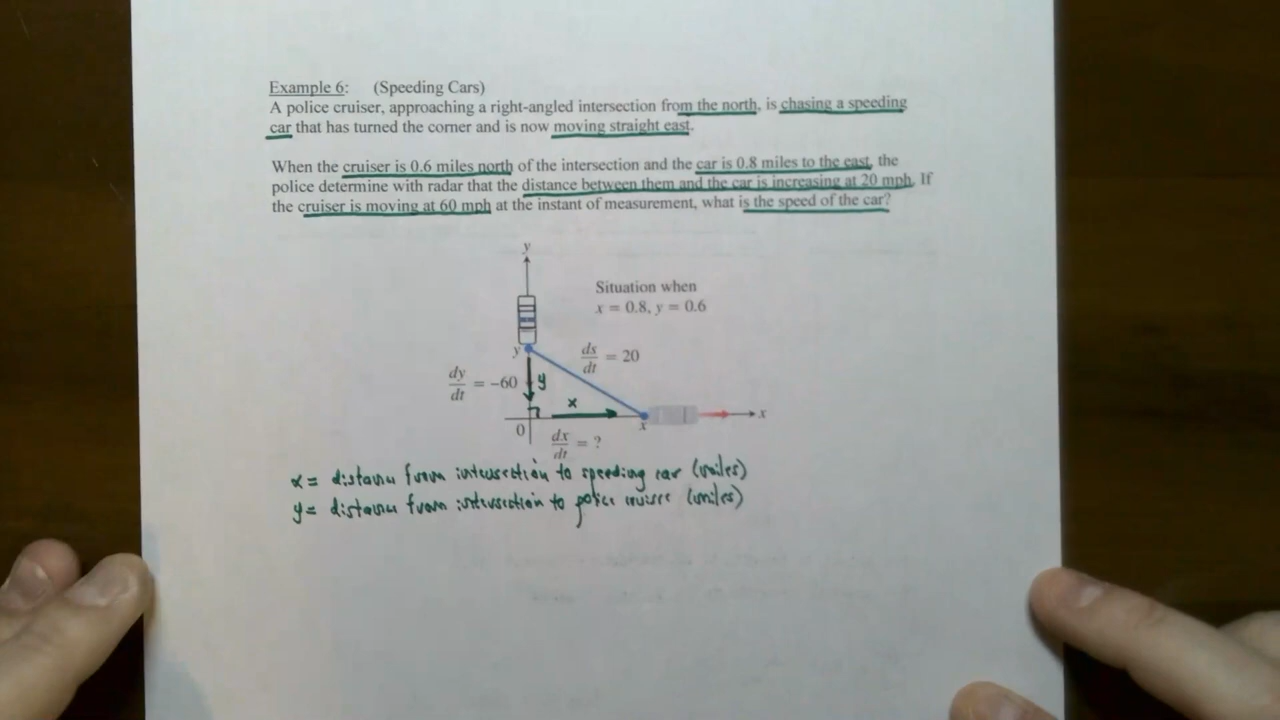 Example 6: (Speeding Cars)
A police cruiser, approaching a right-angled intersection from the north, is chasing a speeding
car that has turned the corner and is now moving straight east.
When the cruiser is 0.6 miles north of the intersection and the car is 0.8 miles to the east, the
police determine with radar that the distance between them and the car is increasing at 20 mph. If
the cruiser is moving at 60 mph at the instant of measurement, what is the speed of the car?
y
Situation when
x = 0.8, y = 0.6
y
ds/dt = 20
dy/dt = -60
y
x
0
x
x
dx/dt = ?
x = distance from intersection to speeding car (miles)
y = distance from intersection to police cruiser (miles)